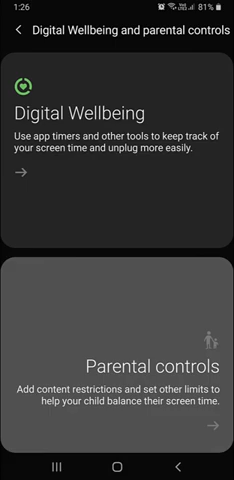 1:26
81%
Digital Wellbeing and parental controls
Digital Wellbeing
Use app timers and other tools to keep track of
your screen time and unplug more easily.
Parental controls
Add content restrictions and set other limits to
help your child balance their screen time.